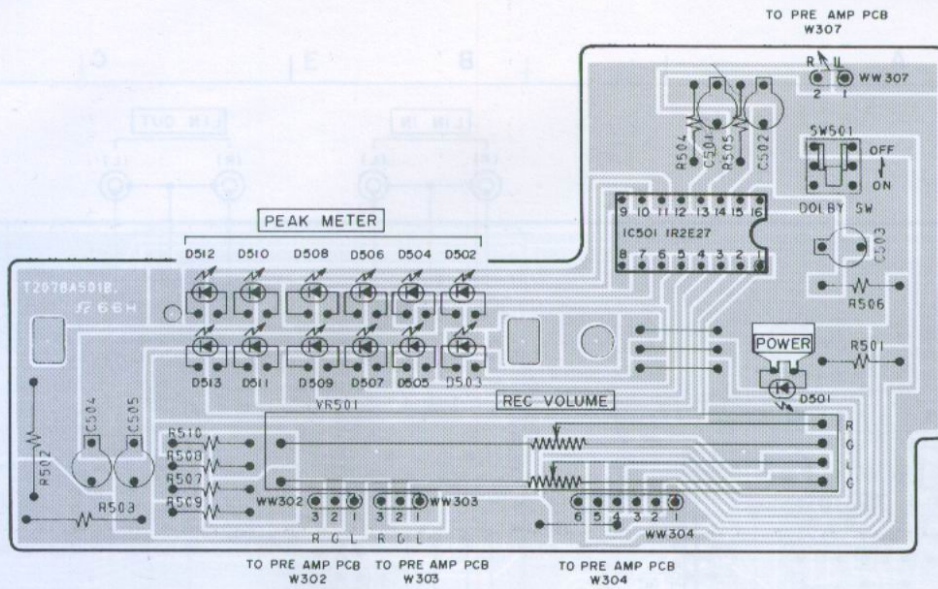 TO PRE AMP PCB
W307
R L
WW307
2 1
R504 C501 R505 C502
SW501
OFF
ON
DOLBY SW
PEAK METER
9 10 11 12 13 14 15 16
IC501 IR2E27
8 7 6 5 4 3 2 1
C503
D512 D510 D508 D506 D504 D502
T2078A501B
R506
POWER
R501
D513 D511 D509 D507 D505 D503
D501
VR501
REC VOLUME
C504 C505
R502
R510
R508
R507
R509
R503
R
G
L
G
WW302
3 2 1
3 2 1
WW303
6 5 4 3 2 1
WW304
R G L R G L
TO PRE AMP PCB
W302
TO PRE AMP PCB
W303
TO PRE AMP PCB
W304